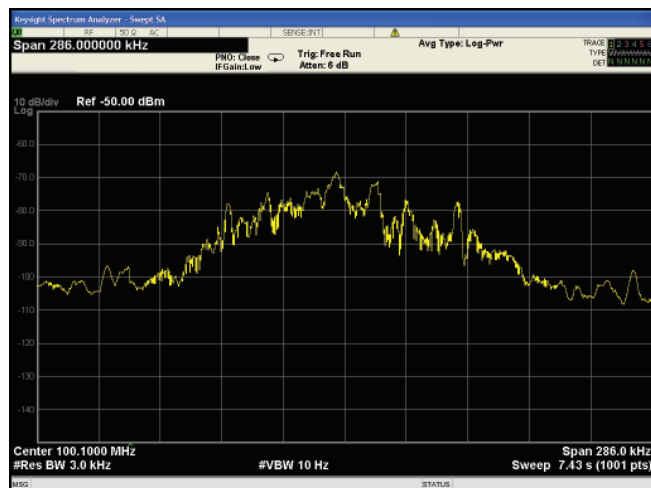 Keysight Spectrum Analyzer - Swept SA
RF 50 Ω AC SENSE:INT
Span 286.000000 kHz
Avg Type: Log-Pwr
TRACE 1 2 3 4 5 6
PNO: Close Trig: Free Run
TYPE
IFGain:Low Atten: 6 dB
DET N N N N N N
10 dB/div Ref -50.00 dBm
Log
-60.0
-70.0
-80.0
-90.0
-100
-110
-120
-130
-140
Center 100.1000 MHz Span 286.0 kHz
#Res BW 3.0 kHz #VBW 10 Hz Sweep 7.43 s (1001 pts)
MSG STATUS